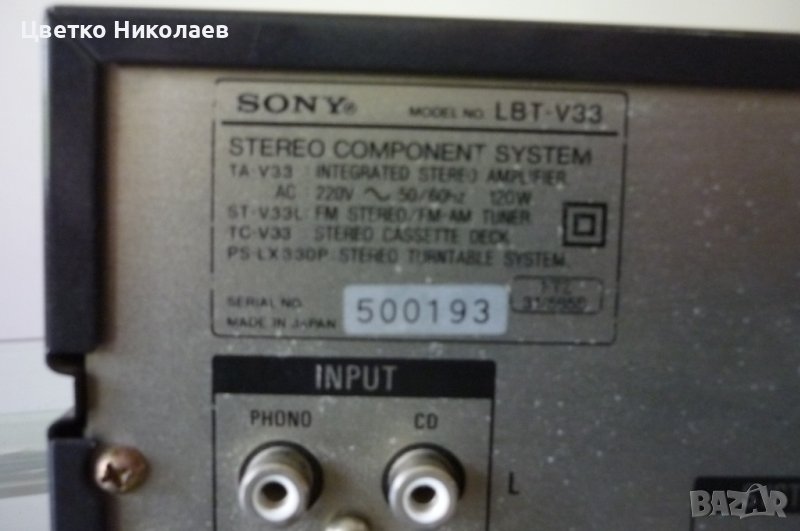 Цветко Николаев
SONY® MODEL NO. LBT-V33
STEREO COMPONENT SYSTEM
TA-V33 : INTEGRATED STEREO AMPLIFIER
AC 220V ~ 50/60Hz 120W
ST-V33L: FM STEREO/FM-AM TUNER
TC-V33 : STEREO CASSETTE DECK
PS-LX330P: STEREO TURNTABLE SYSTEM
SERIAL NO. 500193
MADE IN JAPAN
INPUT
PHONO CD
L
BAZAR